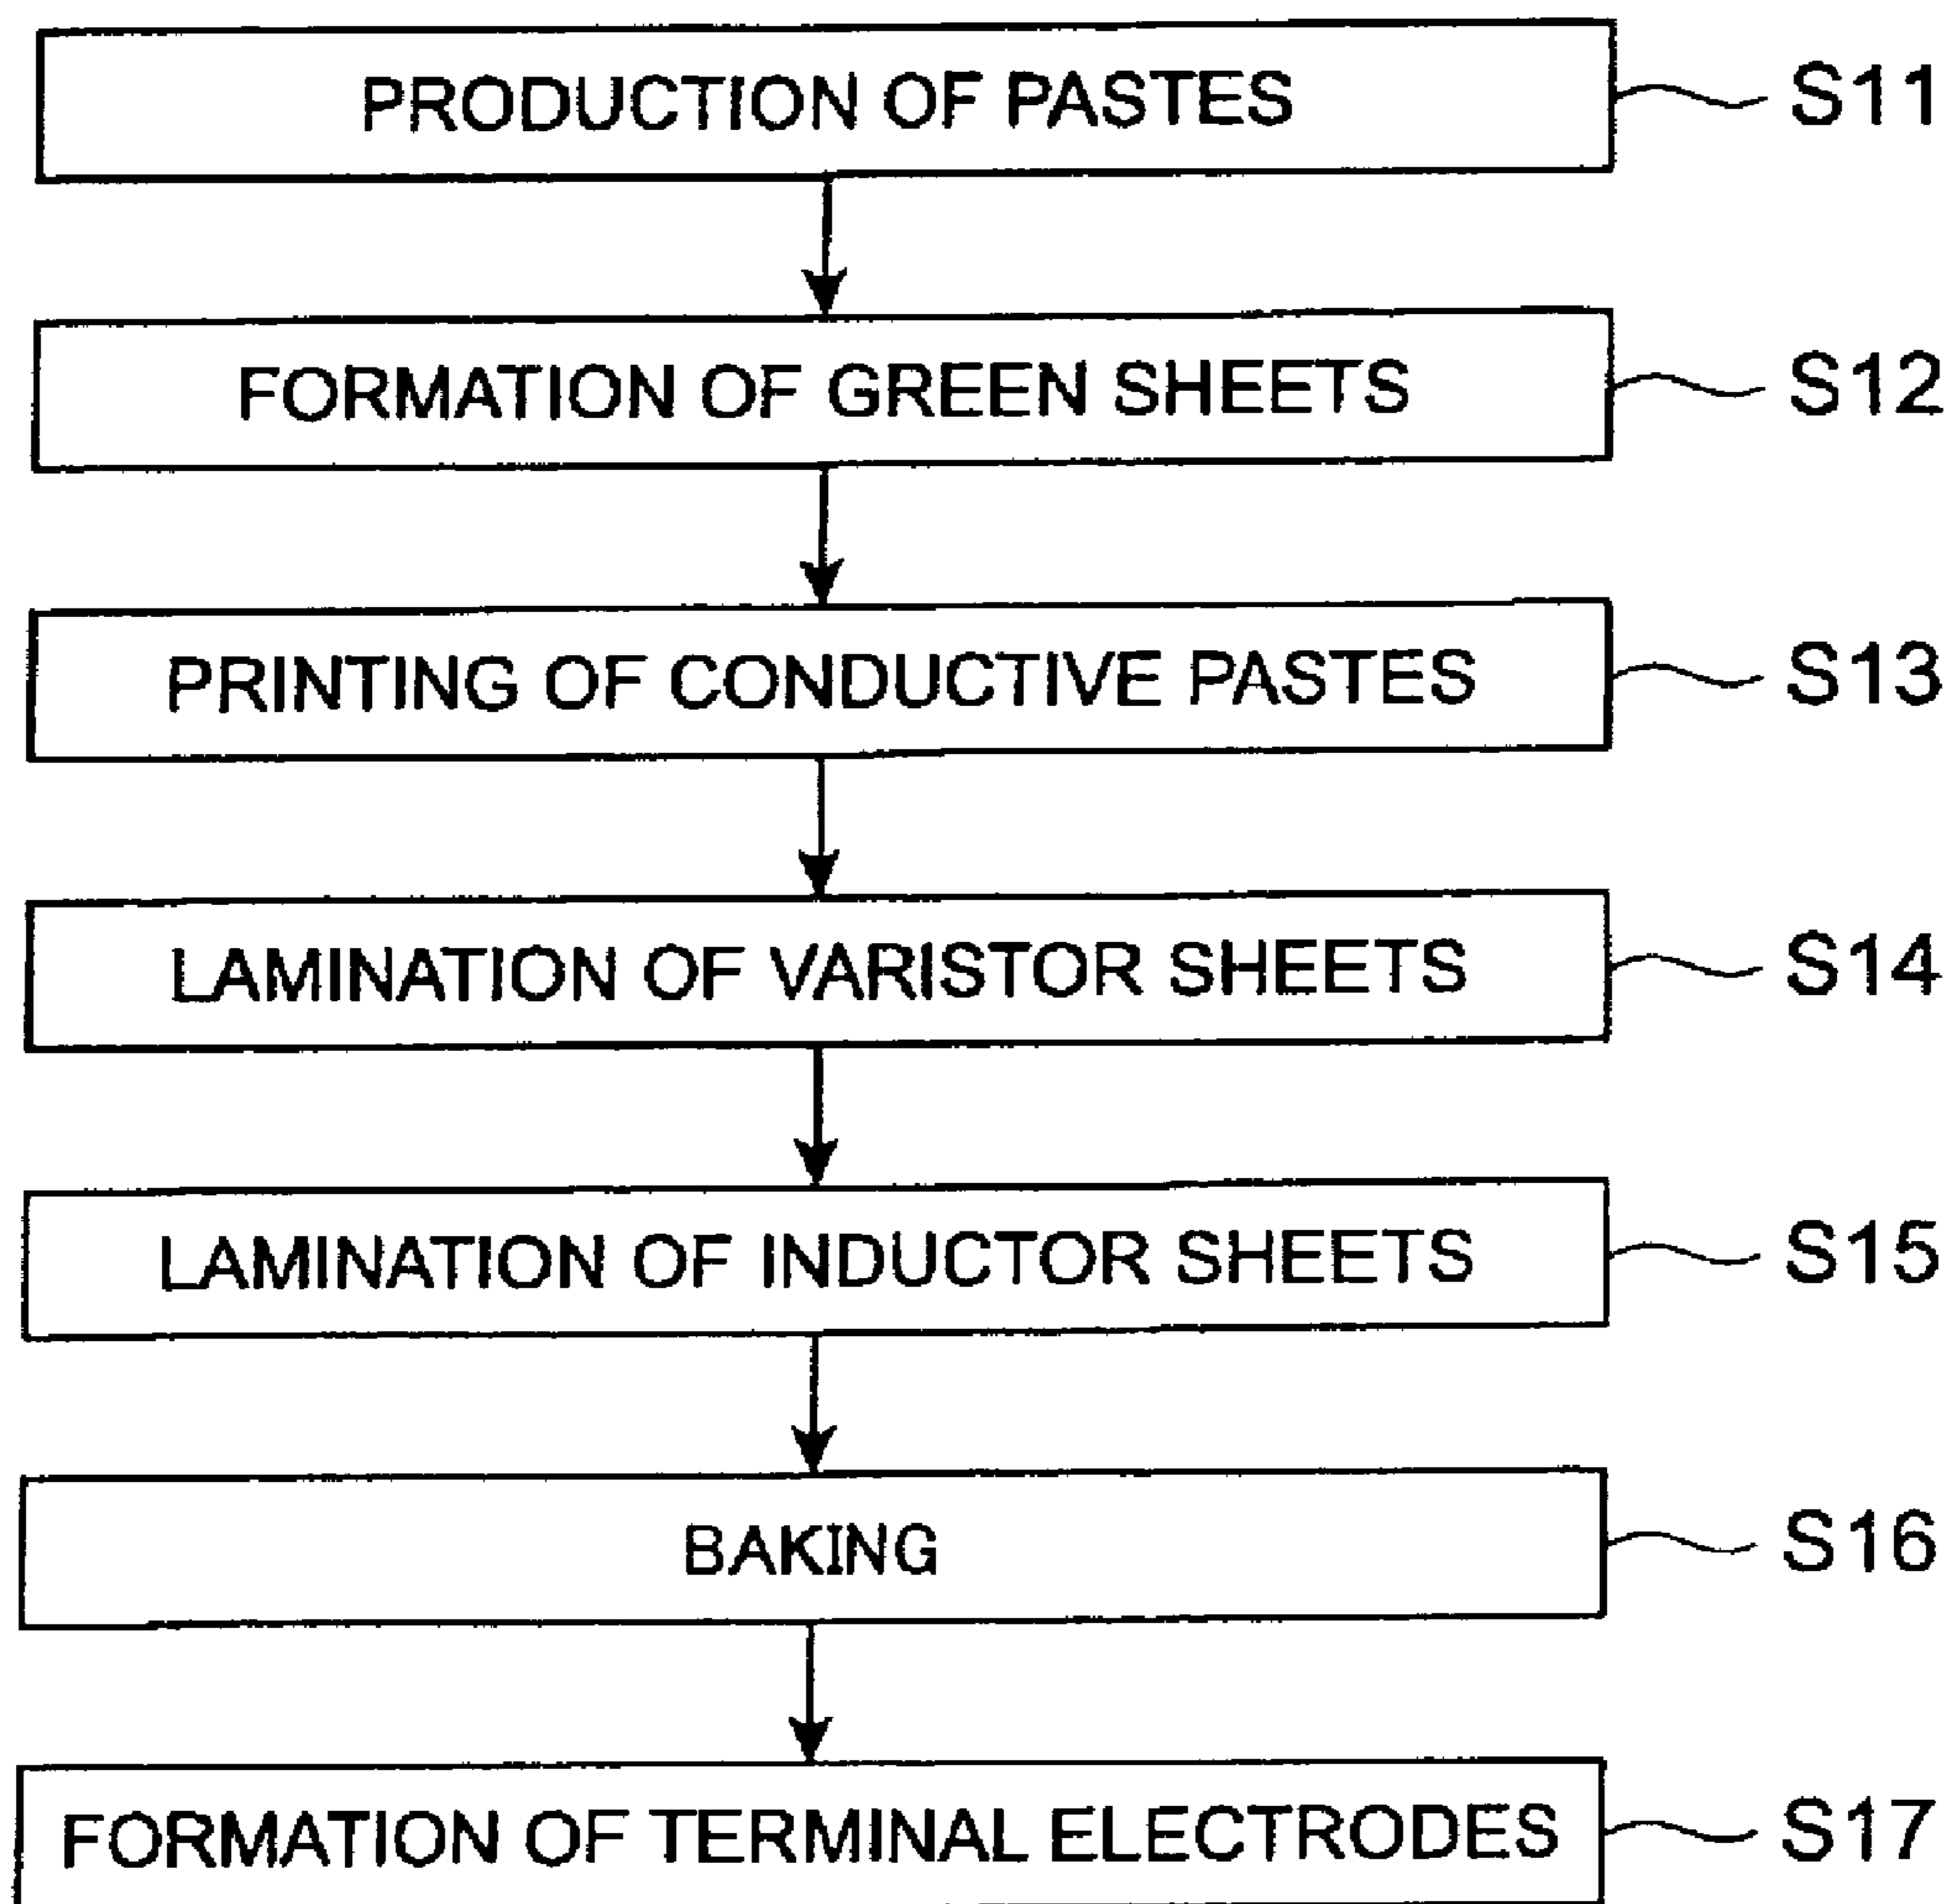 PRODUCTION OF PASTES S11
FORMATION OF GREEN SHEETS S12
PRINTING OF CONDUCTIVE PASTES S13
LAMINATION OF VARISTOR SHEETS S14
LAMINATION OF INDUCTOR SHEETS S15
BAKING S16
FORMATION OF TERMINAL ELECTRODES S17